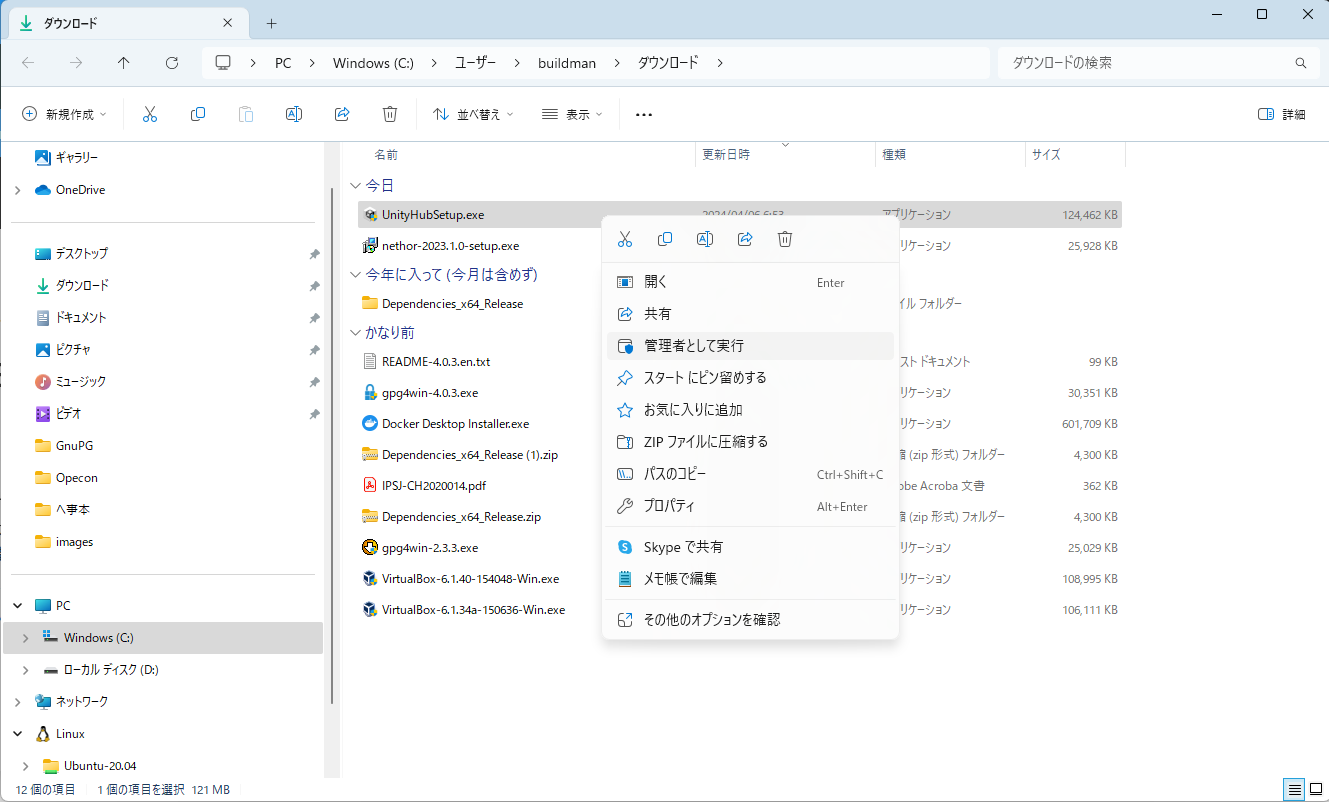 ダウンロード
PC Windows (C:) ユーザー buildman ダウンロード ダウンロードの検索
新規作成 並べ替え 表示 詳細
ギャラリー
OneDrive
デスクトップ
ダウンロード
ドキュメント
ピクチャ
ミュージック
ビデオ
GnuPG
Opecon
へ事本
images
PC
Windows (C:)
ローカル ディスク (D:)
ネットワーク
Linux
Ubuntu-20.04
名前 更新日時 種類 サイズ
今日
UnityHubSetup.exe 2024/04/06 6:53 アプリケーション 124,462 KB
nethor-2023.1.0-setup.exe リケーション 25,928 KB
今年に入って (今月は含めず)
Dependencies_x64_Release イル フォルダー
かなり前
README-4.0.3.en.txt スト ドキュメント 99 KB
gpg4win-4.0.3.exe リケーション 30,351 KB
Docker Desktop Installer.exe リケーション 601,709 KB
Dependencies_x64_Release (1).zip (zip 形式) フォルダー 4,300 KB
IPSJ-CH2020014.pdf obe Acroba 文書 362 KB
Dependencies_x64_Release.zip (zip 形式) フォルダー 4,300 KB
gpg4win-2.3.3.exe リケーション 25,029 KB
VirtualBox-6.1.40-154048-Win.exe リケーション 108,995 KB
VirtualBox-6.1.34a-150636-Win.exe リケーション 106,111 KB
開く Enter
共有
管理者として実行
スタート にピン留めする
お気に入りに追加
ZIP ファイルに圧縮する
パスのコピー Ctrl+Shift+C
プロパティ Alt+Enter
Skype で共有
メモ帳で編集
その他のオプションを確認
12 個の項目 1 個の項目を選択 121 MB